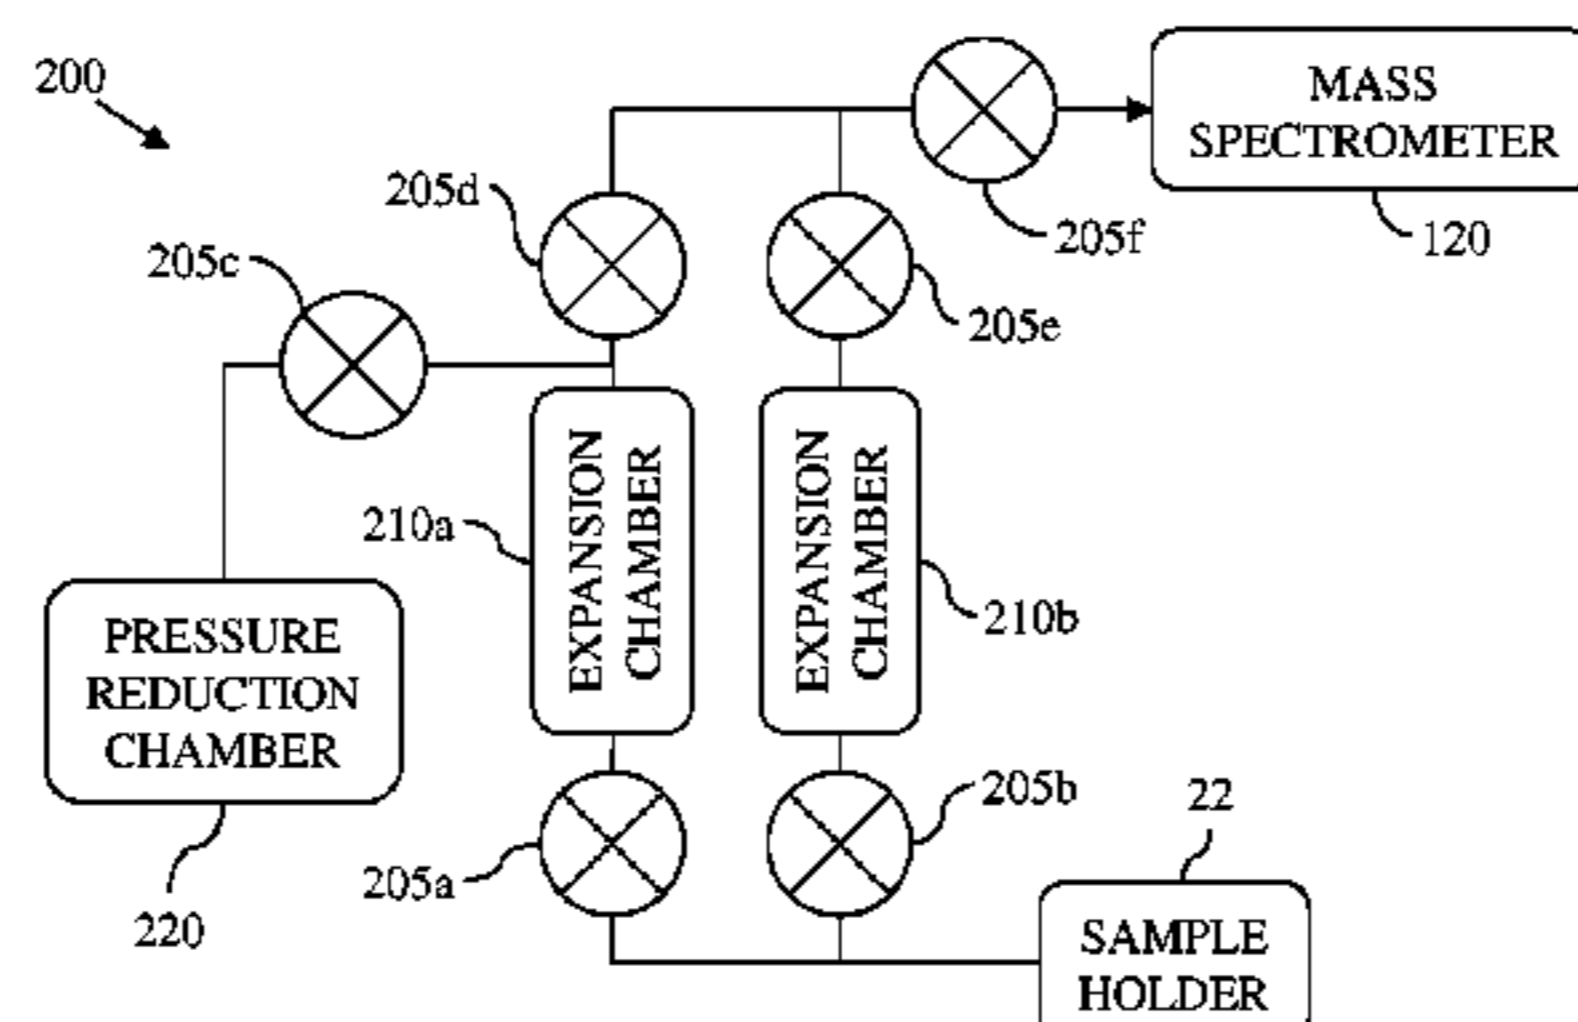 200
MASS
SPECTROMETER
205d
205f
120
205c
205e
EXPANSION
CHAMBER
EXPANSION
CHAMBER
210a
210b
PRESSURE
REDUCTION
CHAMBER
205b
22
205a
220
SAMPLE
HOLDER